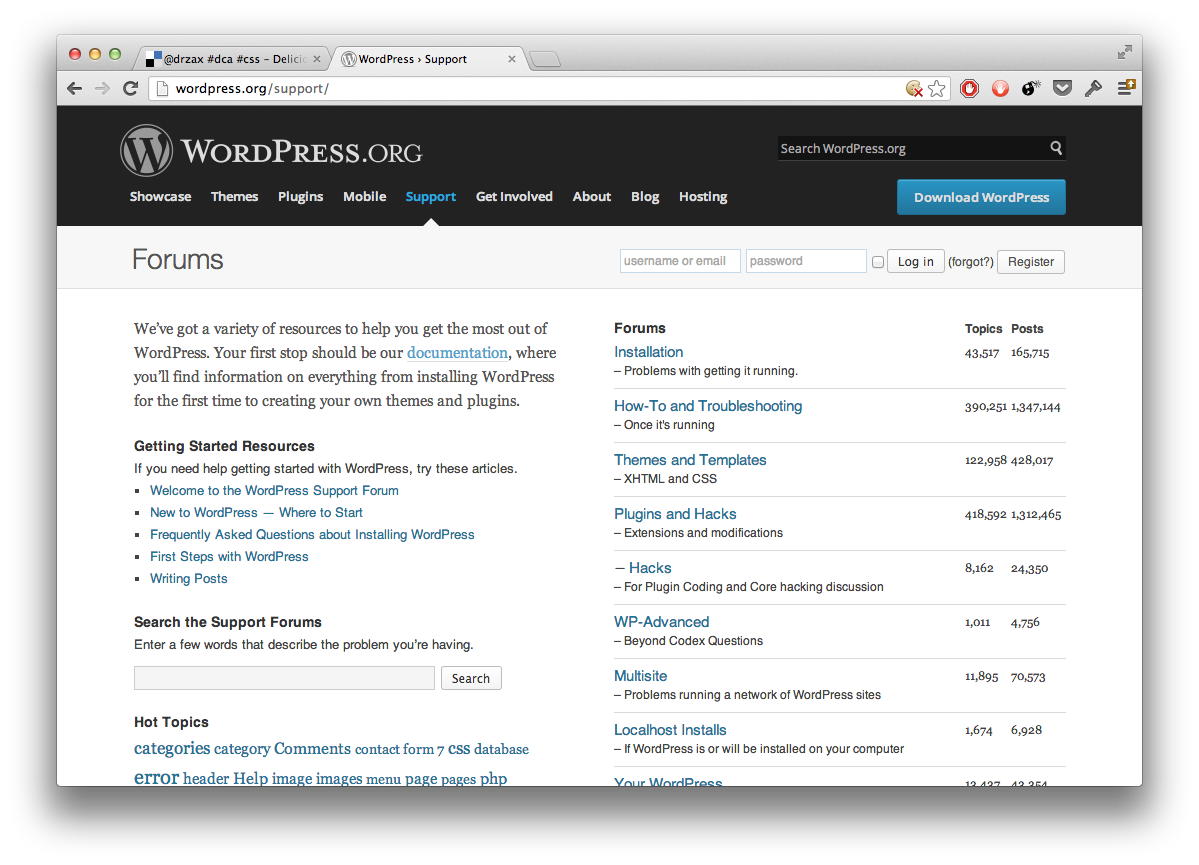 @drzax #dca #css – Delici
WordPress › Support
wordpress.org/support/
WORDPRESS.ORG
Search WordPress.org
Showcase Themes Plugins Mobile Support Get Involved About Blog Hosting
Download WordPress
Forums
username or email password Log in (forgot?) Register
We’ve got a variety of resources to help you get the most out of
WordPress. Your first stop should be our documentation, where
you’ll find information on everything from installing WordPress
for the first time to creating your own themes and plugins.
Getting Started Resources
If you need help getting started with WordPress, try these articles.
Welcome to the WordPress Support Forum
New to WordPress — Where to Start
Frequently Asked Questions about Installing WordPress
First Steps with WordPress
Writing Posts
Search the Support Forums
Enter a few words that describe the problem you’re having.
Search
Hot Topics
categories category Comments contact form 7 css database
error header Help image images menu page pages php
Forums Topics Posts
Installation 43,517 165,715
– Problems with getting it running.
How-To and Troubleshooting 390,251 1,347,144
– Once it's running
Themes and Templates 122,958 428,017
– XHTML and CSS
Plugins and Hacks 418,592 1,312,465
– Extensions and modifications
— Hacks 8,162 24,350
– For Plugin Coding and Core hacking discussion
WP-Advanced 1,011 4,756
– Beyond Codex Questions
Multisite 11,895 70,573
– Problems running a network of WordPress sites
Localhost Installs 1,674 6,928
– If WordPress is or will be installed on your computer
Your WordPress 13,437 43,354